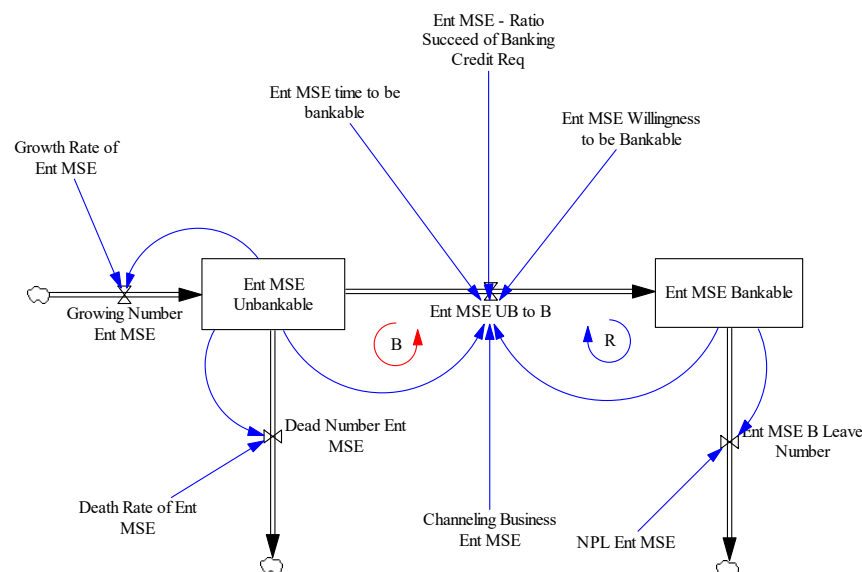 Ent MSE - Ratio
Succeed of Banking
Credit Req
Ent MSE time to be
bankable
Ent MSE Willingness
to be Bankable
Growth Rate of
Ent MSE
Ent MSE
Unbankable
Ent MSE Bankable
Growing Number
Ent MSE
Ent MSE UB to B
B
R
Dead Number Ent
MSE
Ent MSE B Leave
Number
Death Rate of Ent
MSE
Channeling Business
Ent MSE
NPL Ent MSE